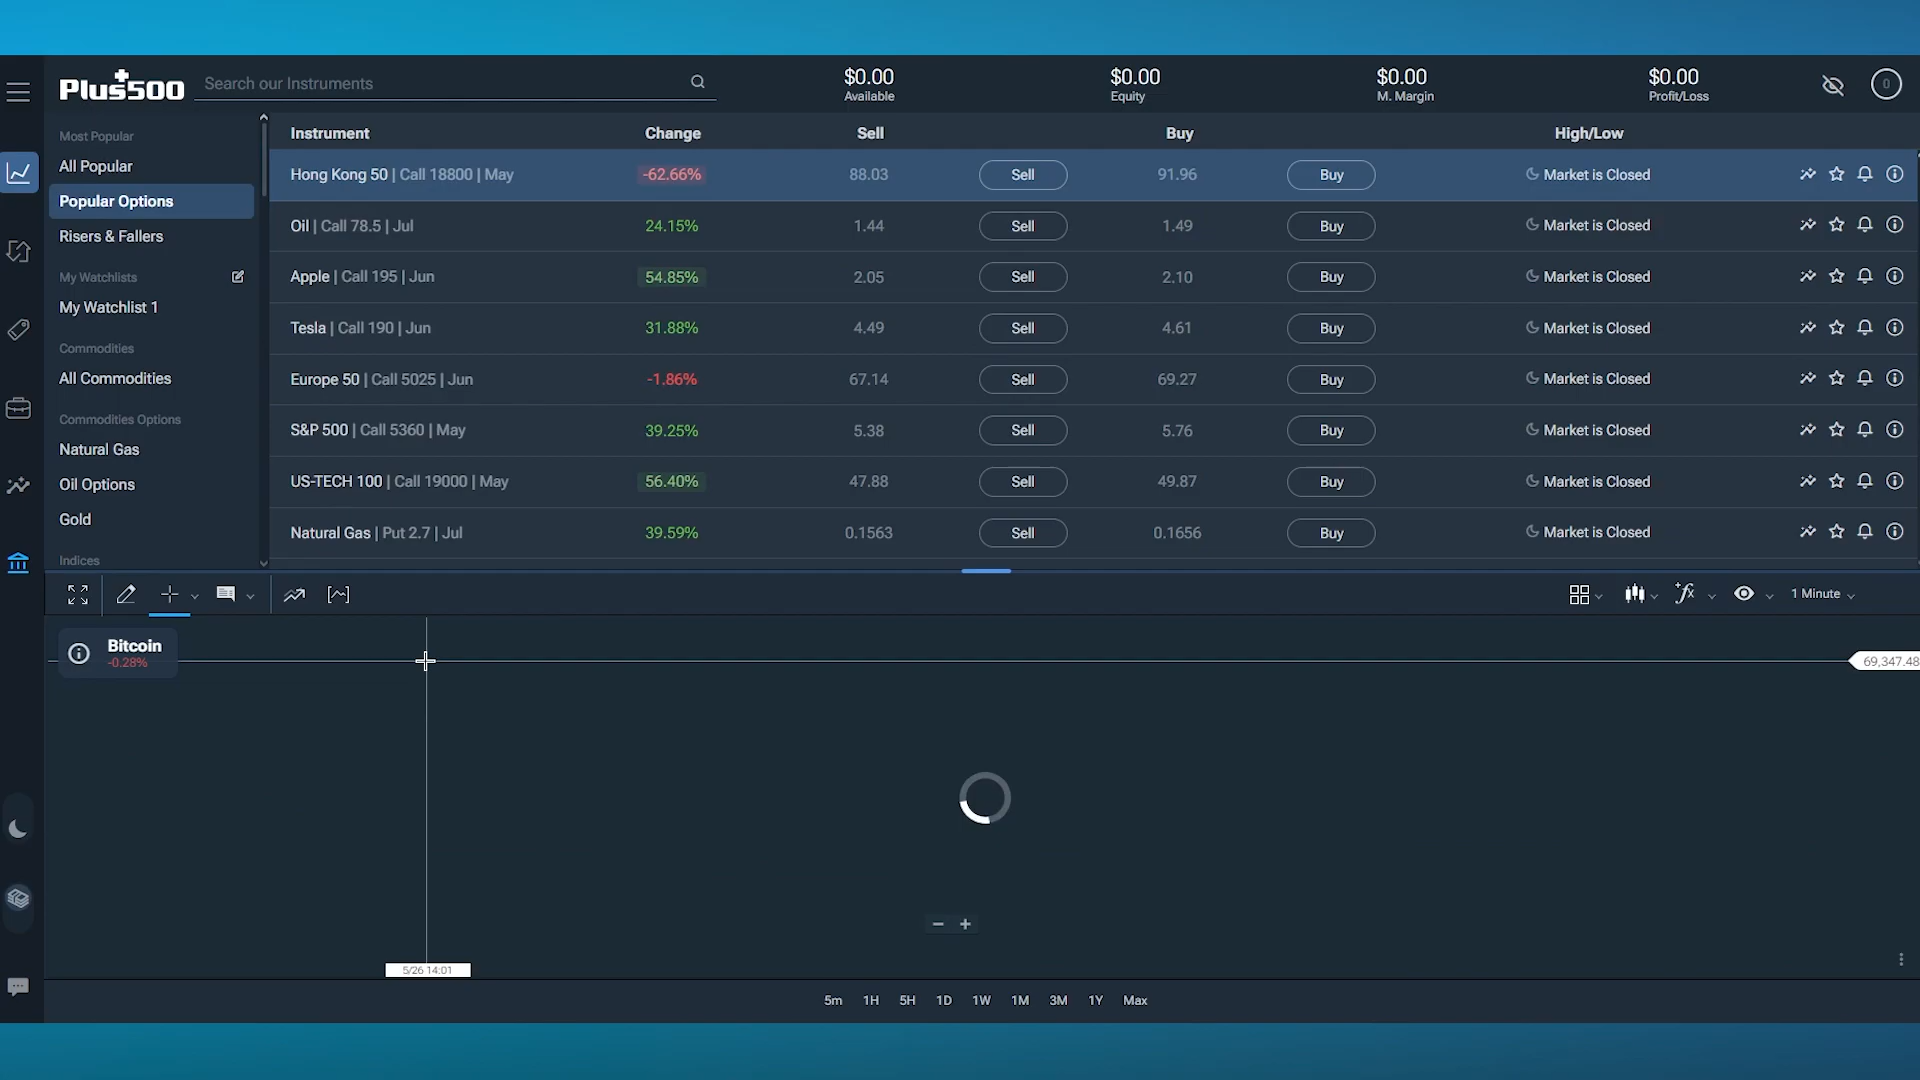 Plus500
Search our Instruments
$0.00
Available
$0.00
Equity
$0.00
M. Margin
$0.00
Profit/Loss
0
Most Popular
All Popular
Popular Options
Risers & Fallers
My Watchlists
My Watchlist 1
Commodities
All Commodities
Commodities Options
Natural Gas
Oil Options
Gold
Indices
Instrument Change Sell Buy High/Low
Hong Kong 50 | Call 18800 | May -62.66% 88.03 Sell 91.96 Buy Market is Closed
Oil | Call 78.5 | Jul 24.15% 1.44 Sell 1.49 Buy Market is Closed
Apple | Call 195 | Jun 54.85% 2.05 Sell 2.10 Buy Market is Closed
Tesla | Call 190 | Jun 31.88% 4.49 Sell 4.61 Buy Market is Closed
Europe 50 | Call 5025 | Jun -1.86% 67.14 Sell 69.27 Buy Market is Closed
S&P 500 | Call 5360 | May 39.25% 5.38 Sell 5.76 Buy Market is Closed
US-TECH 100 | Call 19000 | May 56.40% 47.88 Sell 49.87 Buy Market is Closed
Natural Gas | Put 2.7 | Jul 39.59% 0.1563 Sell 0.1656 Buy Market is Closed
1 Minute
Bitcoin
-0.28%
69,347.48
5/26 14:01
5m 1H 5H 1D 1W 1M 3M 1Y Max